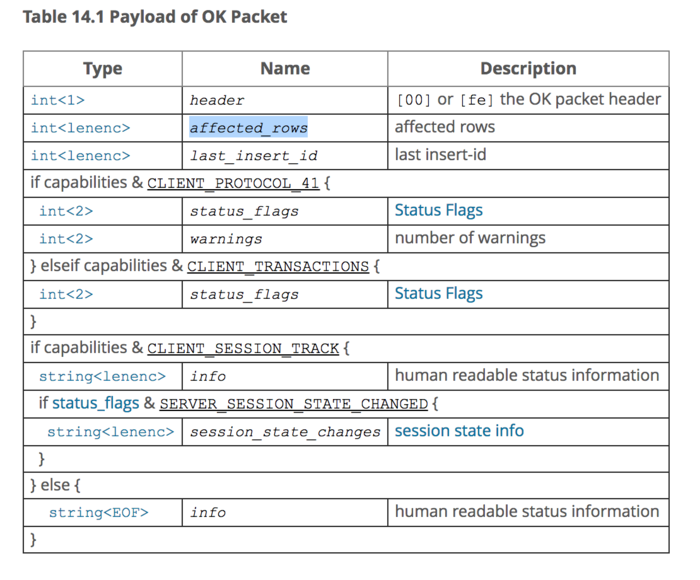 Table 14.1 Payload of OK Packet
Type Name Description
int<1> header [00] or [fe] the OK packet header
int<lenenc> affected_rows affected rows
int<lenenc> last_insert_id last insert-id
if capabilities & CLIENT_PROTOCOL_41 {
int<2> status_flags Status Flags
int<2> warnings number of warnings
} elseif capabilities & CLIENT_TRANSACTIONS {
int<2> status_flags Status Flags
}
if capabilities & CLIENT_SESSION_TRACK {
string<lenenc> info human readable status information
if status_flags & SERVER_SESSION_STATE_CHANGED {
string<lenenc> session_state_changes session state info
}
} else {
string<EOF> info human readable status information
}